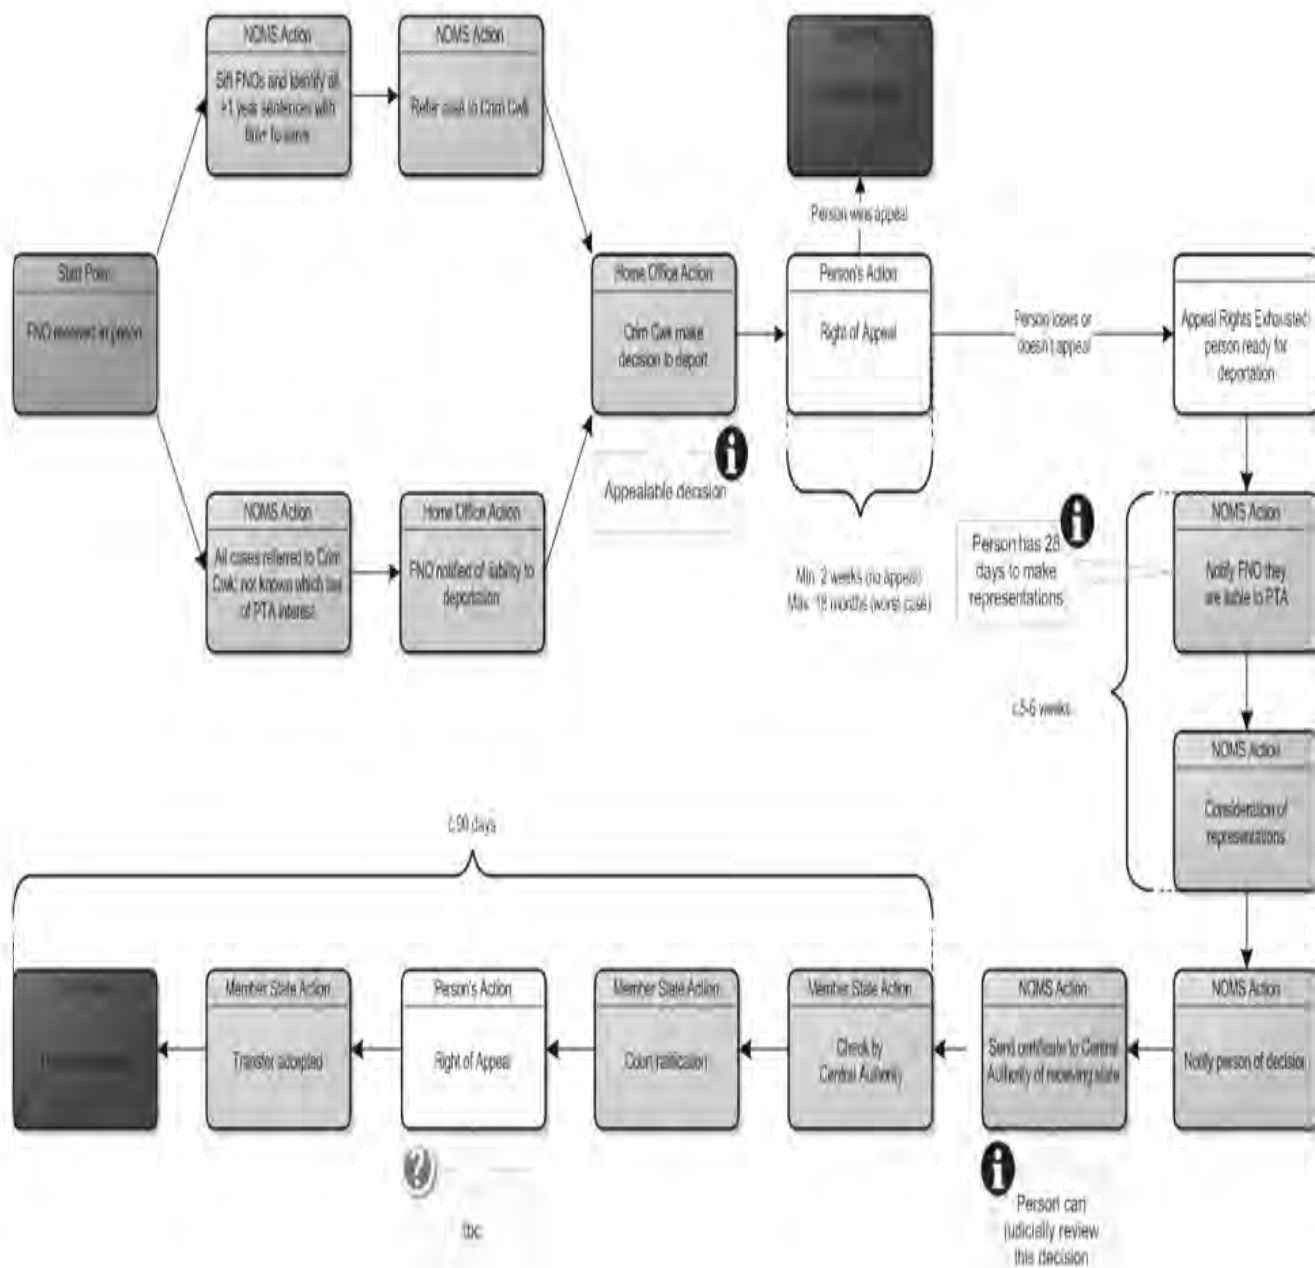 NOMS Action
Sift FNOs and identify all
>1 year sentences with
6m+ to serve
NOMS Action
Refer case to Crim Cwk
Person wins appeal
Start Point
FNO received in person
Home Office Action
Crim Cwk make
decision to deport
Person's Action
Right of Appeal
Person loses or
doesn't appeal
Appeal Rights Exhausted
person ready for
deportation
Appealable decision
NOMS Action
All cases referred to Crim
Cwk: not known which are
of PTA interest
Home Office Action
FNO notified of liability to
deportation
Min. 2 weeks (no appeal)
Max. 18 months (worst case)
Person has 28
days to make
representations
NOMS Action
Notify FNO they
are liable to PTA
c.5-6 weeks
NOMS Action
Consideration of
representations
c.90 days
Member State Action
Transfer accepted
Person's Action
Right of Appeal
Member State Action
Court ratification
Member State Action
Check by
Central Authority
NOMS Action
Send certificate to Central
Authority of receiving state
NOMS Action
Notify person of decision
tbc
Person can
judicially review
this decision